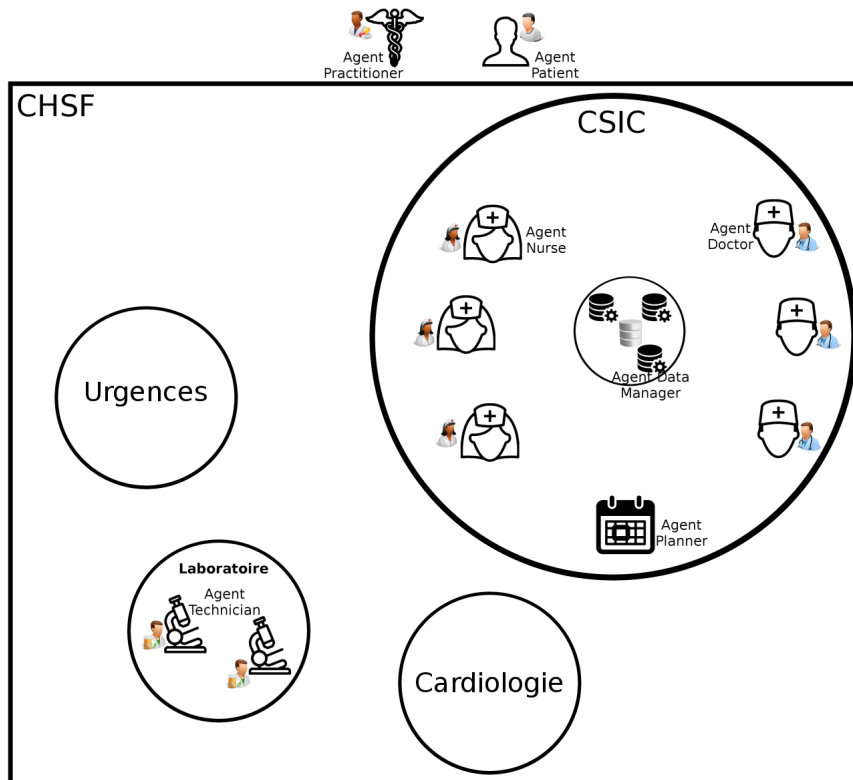 Agent
Practitioner
Agent
Patient
CHSF
CSIC
Agent
Nurse
Agent
Doctor
Agent Data
Manager
Urgences
Agent
Planner
Laboratoire
Agent
Technician
Cardiologie